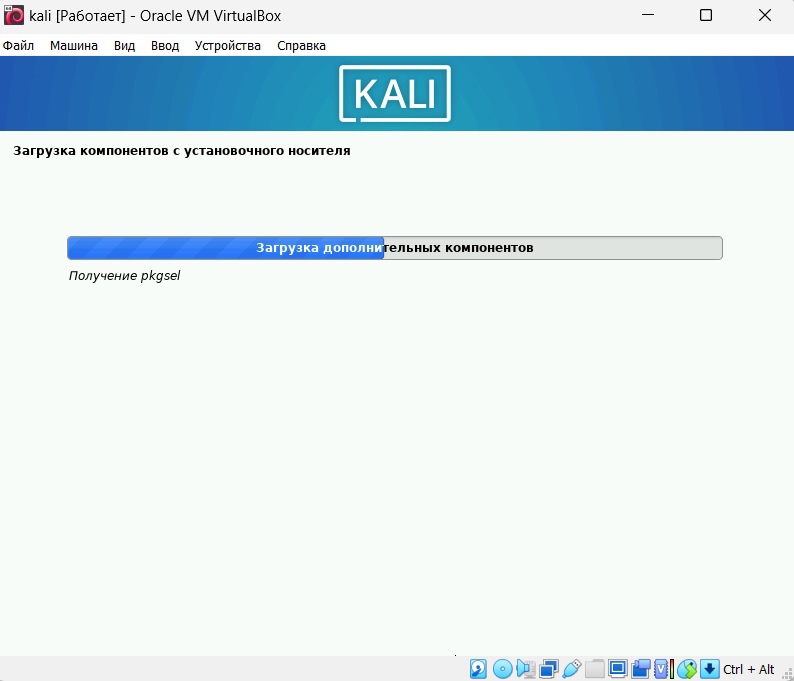 kali [Работает] - Oracle VM VirtualBox
Файл Машина Вид Ввод Устройства Справка
KALI
Загрузка компонентов с установочного носителя
Загрузка дополнительных компонентов
Получение pkgsel
Ctrl + Alt